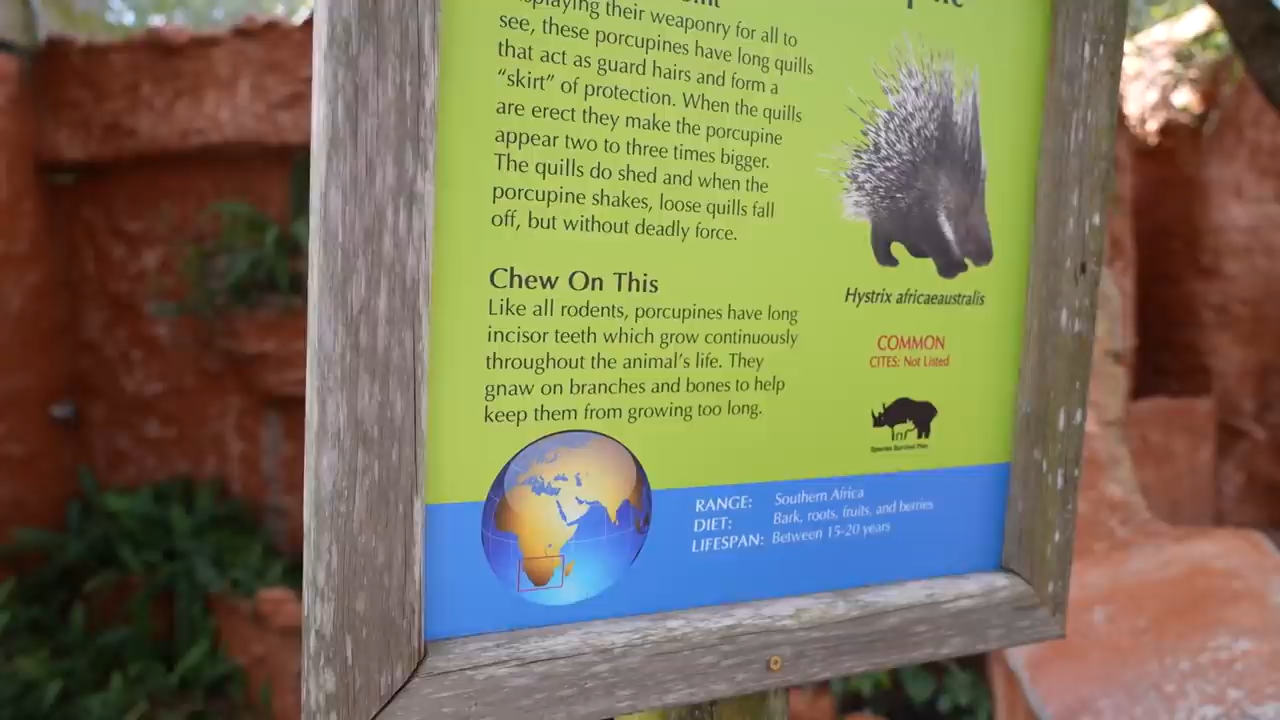 displaying their weaponry for all to
see, these porcupines have long quills
that act as guard hairs and form a
"skirt" of protection. When the quills
are erect they make the porcupine
appear two to three times bigger.
The quills do shed and when the
porcupine shakes, loose quills fall
off, but without deadly force.
Chew On This
Like all rodents, porcupines have long
incisor teeth which grow continuously
throughout the animal's life. They
gnaw on branches and bones to help
keep them from growing too long.
Hystrix africaeaustralis
COMMON
CITES: Not Listed
Species Survival Plan
RANGE: Southern Africa
DIET: Bark, roots, fruits, and berries
LIFESPAN: Between 15-20 years